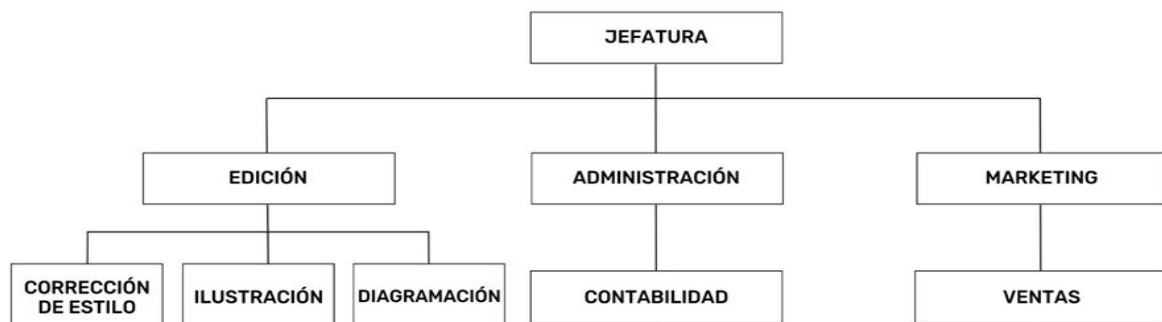 JEFATURA
EDICIÓN
ADMINISTRACIÓN
MARKETING
CORRECCIÓN
DE ESTILO
ILUSTRACIÓN
DIAGRAMACIÓN
CONTABILIDAD
VENTAS